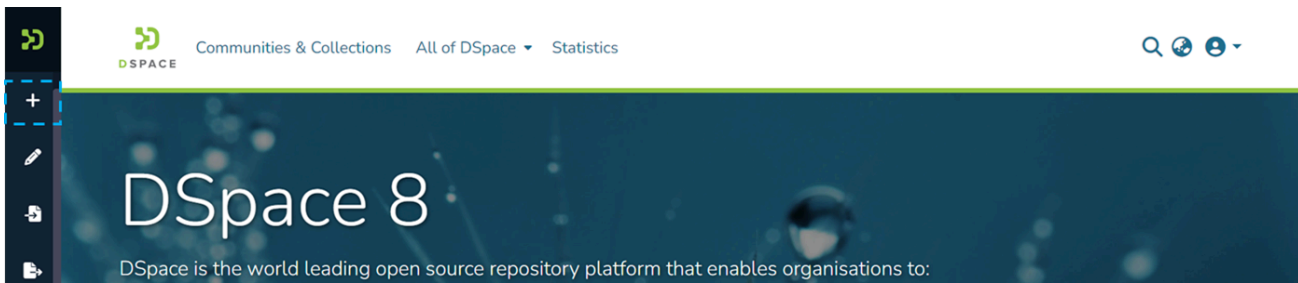 DSPACE
Communities & Collections All of DSpace Statistics
DSpace 8
DSpace is the world leading open source repository platform that enables organisations to: